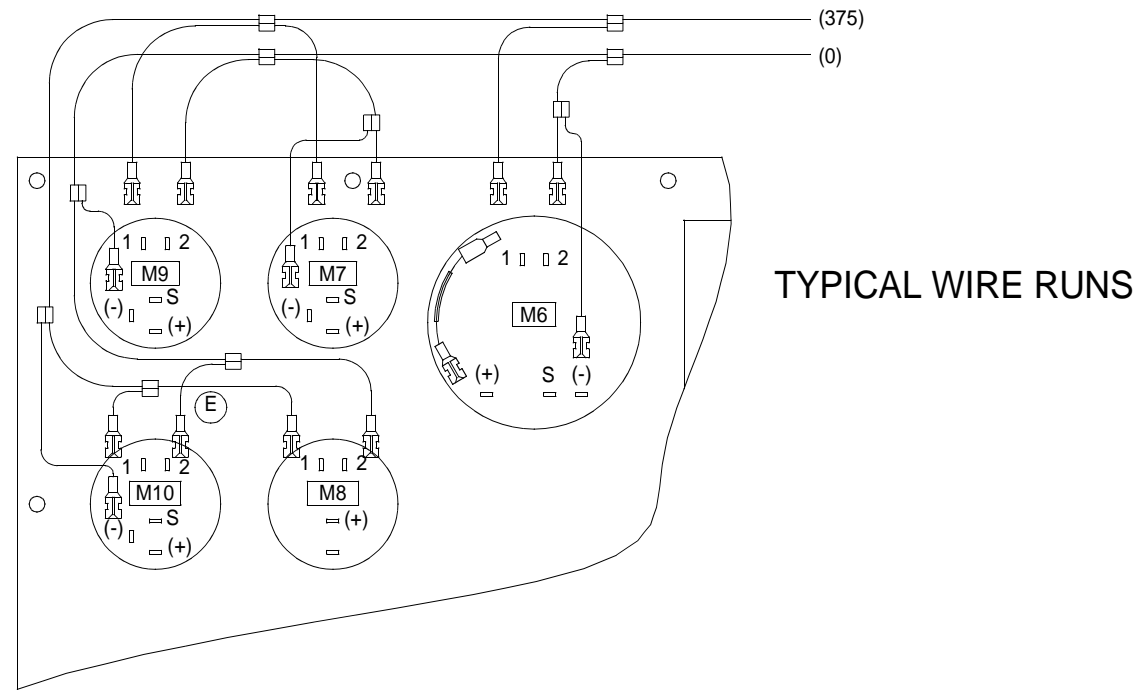 (375)
(0)
1 2
M9
(-) S
(+)
1 2
M7
(-) S
(+)
1 2
M6
(+) S (-)
TYPICAL WIRE RUNS
E
1 2
M10
(-) S
(+)
1 2
M8
(+)